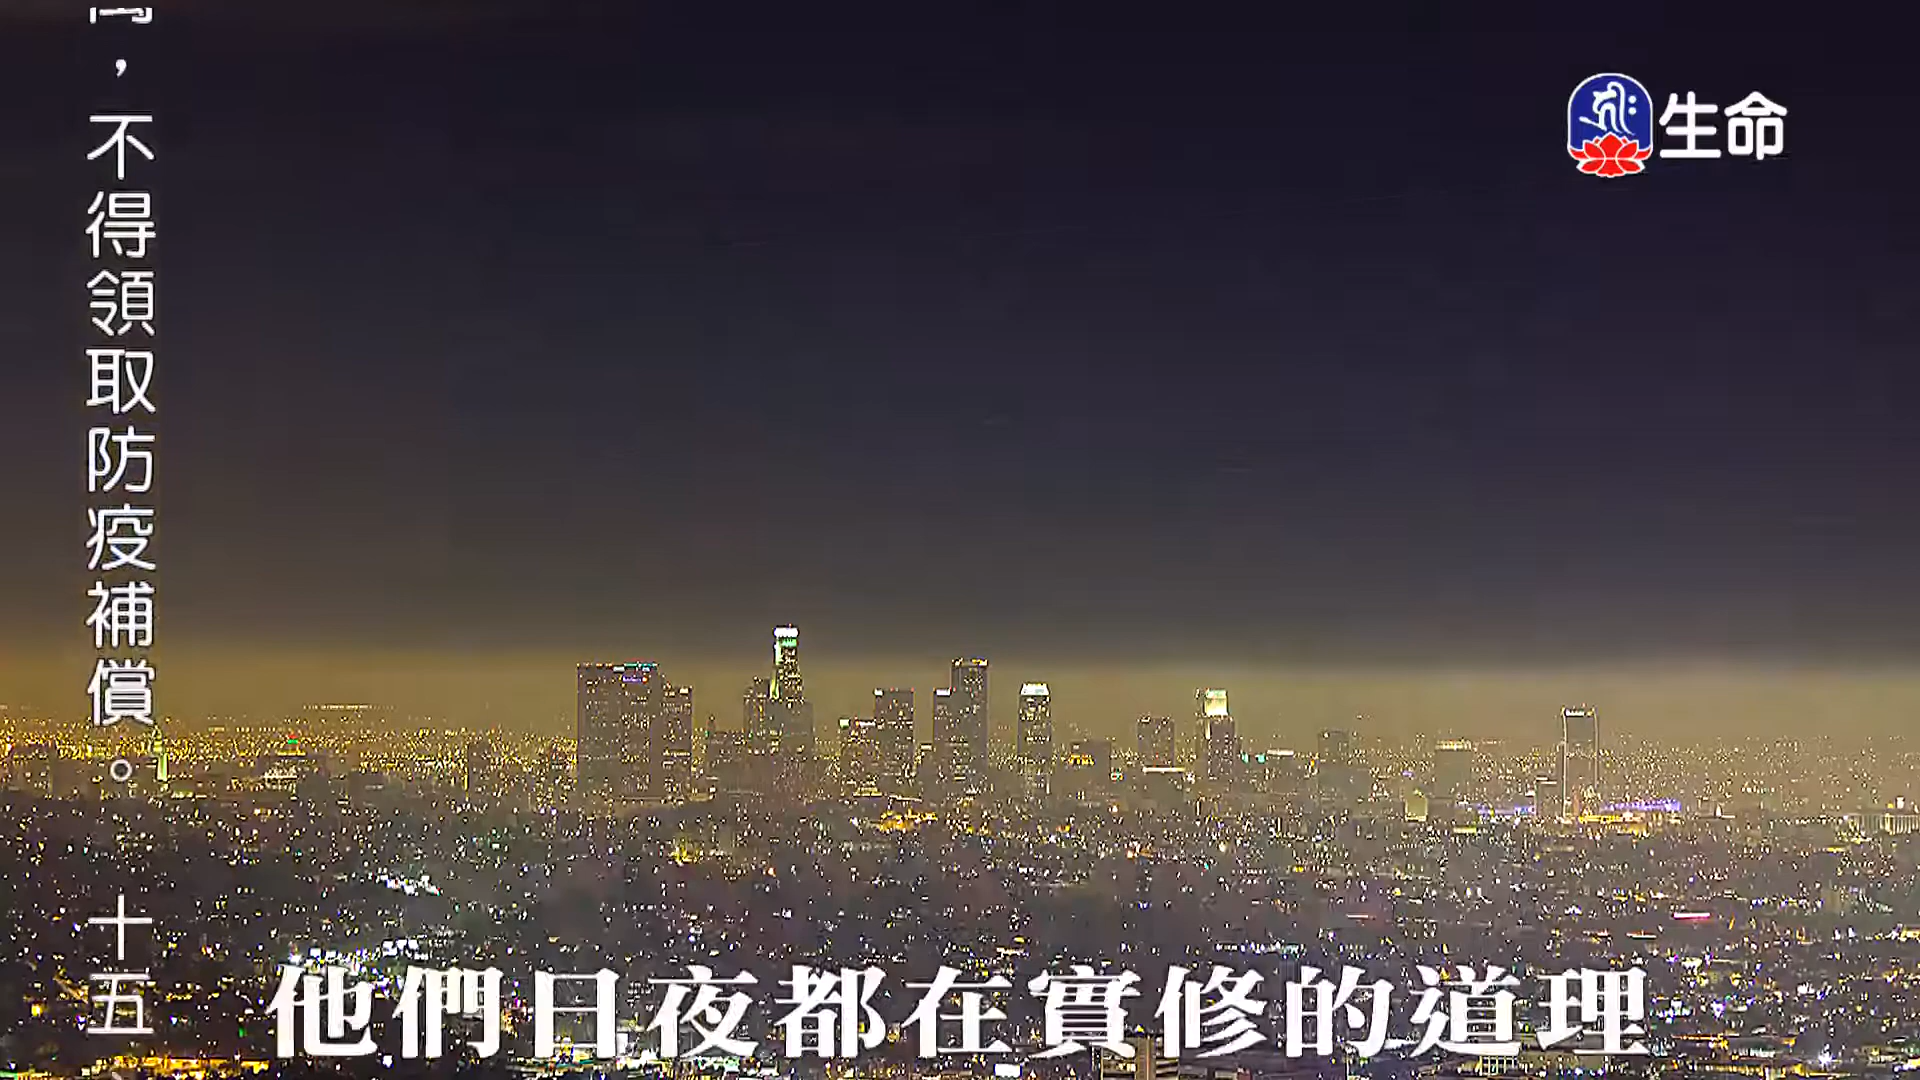 ，不得領取防疫補償。 十五、
生命
他們日夜都在實修的道理